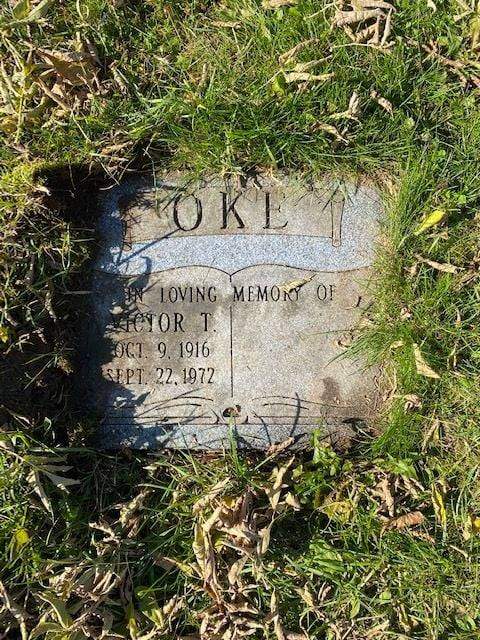 OKE
IN LOVING MEMORY OF
VICTOR T.
OCT. 9, 1916
SEPT. 22, 1972